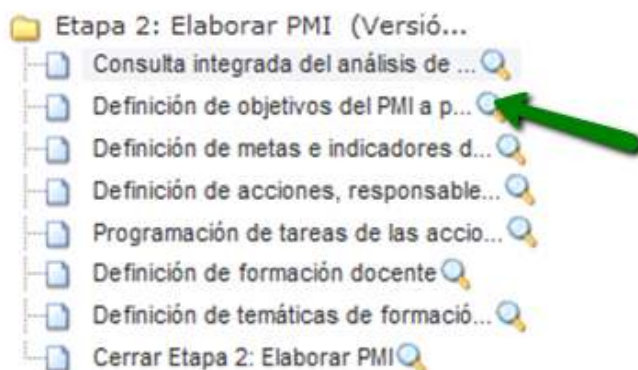 Etapa 2: Elaborar PMI (Versió...
Consulta integrada del análisis de ...
Definición de objetivos del PMI a p...
Definición de metas e indicadores d...
Definición de acciones, responsable...
Programación de tareas de las accio...
Definición de formación docente
Definición de temáticas de formació...
Cerrar Etapa 2: Elaborar PMI